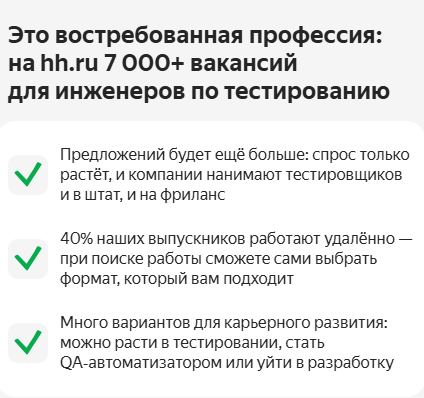 Это востребованная профессия:
на hh.ru 7 000+ вакансий
для инженеров по тестированию
Предложений будет ещё больше: спрос только
растёт, и компании нанимают тестировщиков
и в штат, и на фриланс
40% наших выпускников работают удалённо —
при поиске работы сможете сами выбрать
формат, который вам подходит
Много вариантов для карьерного развития:
можно расти в тестировании, стать
QA-автоматизатором или уйти в разработку